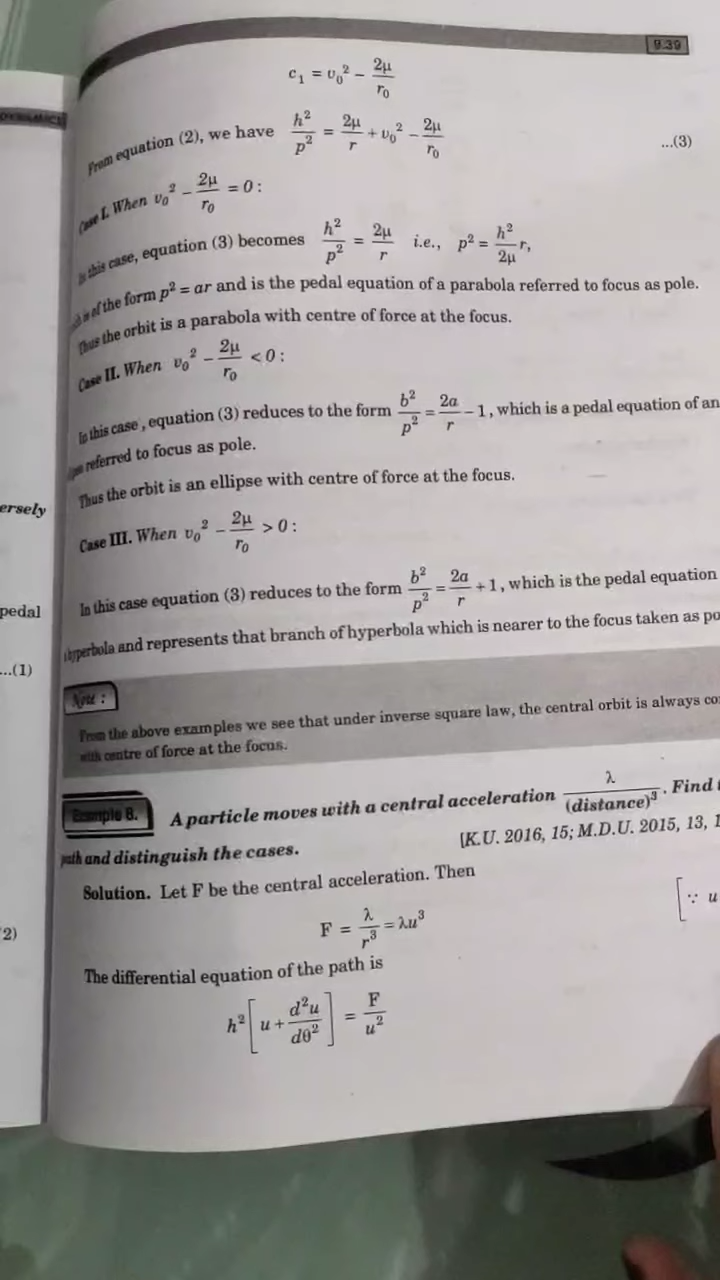 9.39
DYNAMICS
c₁ = υ₀² − 2μ/r₀
From equation (2), we have h²/p² = 2μ/r + υ₀² − 2μ/r₀ ...(3)
Case I. When υ₀² − 2μ/r₀ = 0 :
In this case, equation (3) becomes h²/p² = 2μ/r i.e., p² = h²/2μ r,
is of the form p² = ar and is the pedal equation of a parabola referred to focus as pole.
Thus the orbit is a parabola with centre of force at the focus.
Case II. When υ₀² − 2μ/r₀ < 0 :
In this case, equation (3) reduces to the form b²/p² = 2a/r − 1, which is a pedal equation of an
referred to focus as pole.
Thus the orbit is an ellipse with centre of force at the focus.
ersely
Case III. When υ₀² − 2μ/r₀ > 0 :
In this case equation (3) reduces to the form b²/p² = 2a/r + 1, which is the pedal equation
pedal
hyperbola and represents that branch of hyperbola which is nearer to the focus taken as po
...(1)
Note :
From the above examples we see that under inverse square law, the central orbit is always co
with centre of force at the focus.
Example 8. A particle moves with a central acceleration λ/(distance)³. Find
path and distinguish the cases. [K.U. 2016, 15; M.D.U. 2015, 13, 1
Solution. Let F be the central acceleration. Then
F = λ/r³ = λu³ [∵ u
2)
The differential equation of the path is
h²[u + d²u/dθ²] = F/u²